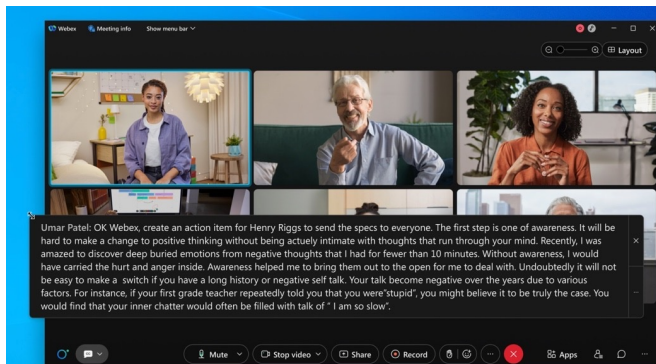 Webex Meeting info Show menu bar
Layout
Umar Patel: OK Webex, create an action item for Henry Riggs to send the specs to everyone. The first step is one of awareness. It will be
hard to make a change to positive thinking without being actuely intimate with thoughts that run through your mind. Recently, I was
amazed to discover deep buried emotions from negative thoughts that I had for fewer than 10 minutes. Without awareness, I would
have carried the hurt and anger inside. Awareness helped me to bring them out to the open for me to deal with. Undoubtedly it will not
be easy to make a  switch if you have a long history or negative self talk. Your talk become negative over the years due to various
factors. For instance, if your first grade teacher repeatedly told you that you were"stupid", you might believe it to be truly the case. You
would find that your inner chatter would often be filled with talk of " I am so slow".
Mute Stop video Share Record Apps